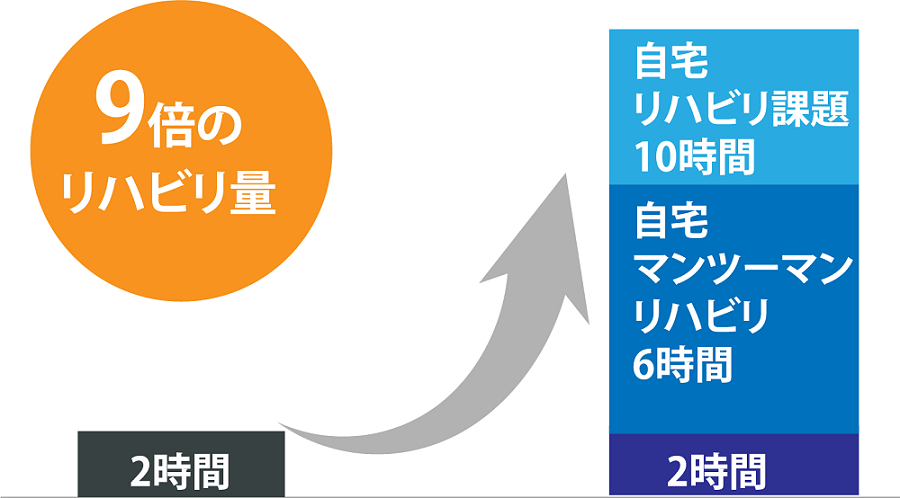 9倍の
リハビリ量
自宅
リハビリ課題
10時間
自宅
マンツーマン
リハビリ
6時間
2時間
2時間